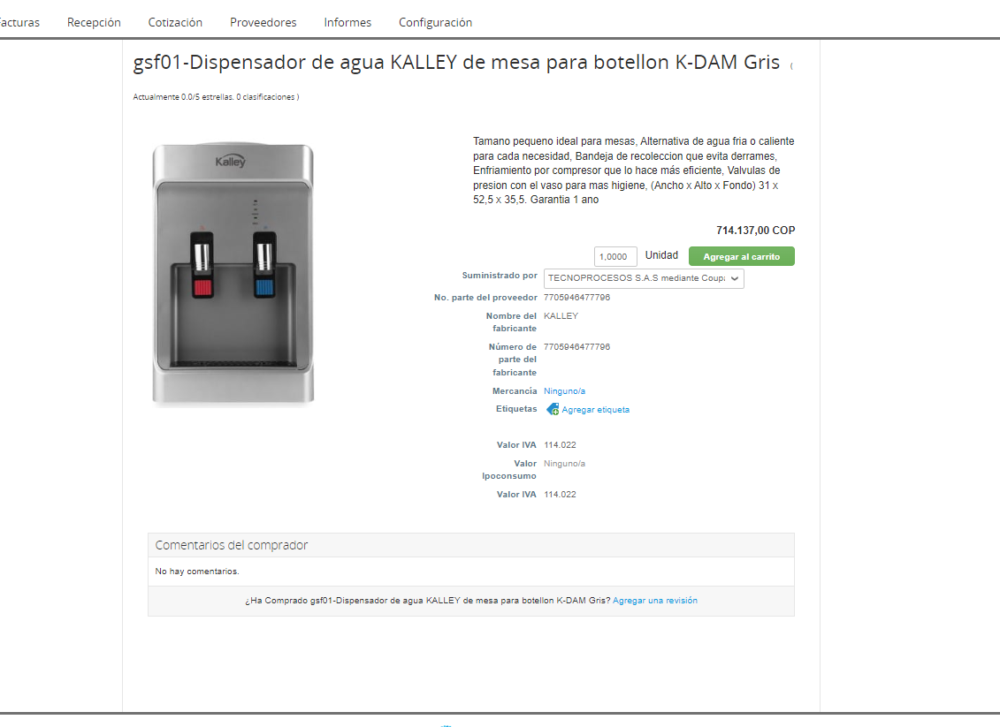 Facturas Recepción Cotización Proveedores Informes Configuración
gsf01-Dispensador de agua KALLEY de mesa para botellon K-DAM Gris (
Actualmente 0.0/5 estrellas. 0 clasificaciones )
Kalley
Tamano pequeno ideal para mesas, Alternativa de agua fria o caliente
para cada necesidad, Bandeja de recoleccion que evita derrames,
Enfriamiento por compresor que lo hace más eficiente, Valvulas de
presion con el vaso para mas higiene, (Ancho x Alto x Fondo) 31 x
52,5 x 35,5. Garantia 1 ano
714.137,00 COP
1,0000 Unidad Agregar al carrito
Suministrado por TECNOPROCESOS S.A.S mediante Coupa
No. parte del proveedor 7705946477796
Nombre del KALLEY
fabricante
Número de 7705946477796
parte del
fabricante
Mercancía Ninguno/a
Etiquetas Agregar etiqueta
Valor IVA 114.022
Valor Ninguno/a
Ipoconsumo
Valor IVA 114.022
Comentarios del comprador
No hay comentarios.
¿Ha Comprado gsf01-Dispensador de agua KALLEY de mesa para botellon K-DAM Gris? Agregar una revisión